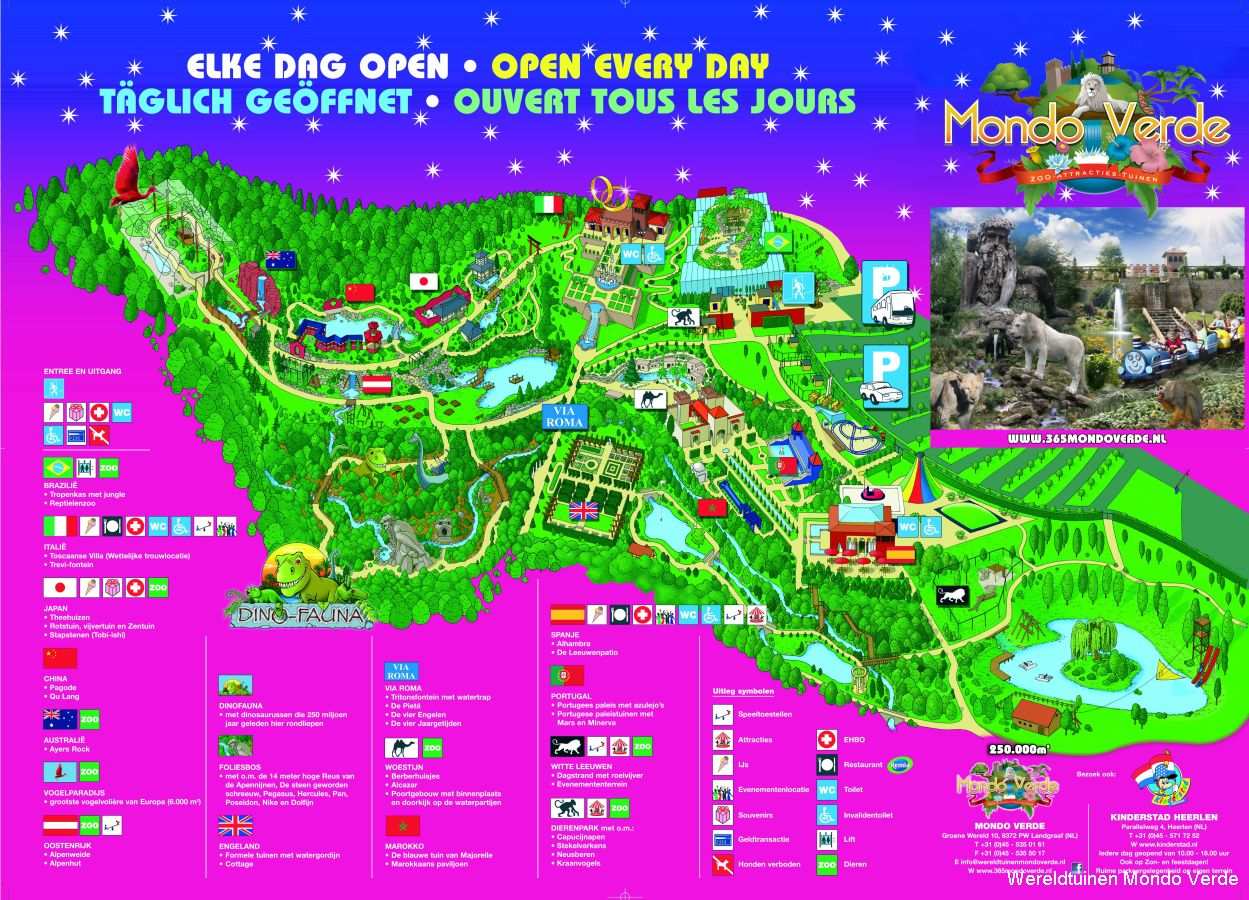 ELKE DAG OPEN • OPEN EVERY DAY
TÄGLICH GEÖFFNET • OUVERT TOUS LES JOURS
Mondo Verde
ZOO-ATTRACTIES-TUINEN
WWW.365MONDOVERDE.NL
P
P
WC
WC
VIA
ROMA
DINO-FAUNA
ENTREE EN UITGANG
WC
ZOO
BRAZILIË
• Tropenkas met jungle
• Reptielenzoo
WC
ITALIË
• Toscaanse Villa (Wettelijke trouwlocatie)
• Trevi-fontein
ZOO
JAPAN
• Theehuizen
• Rotstuin, vijvertuin en Zentuin
• Stapstenen (Tobi-ishi)
CHINA
• Pagode
• Qu Lang
ZOO
AUSTRALIË
• Ayers Rock
ZOO
VOGELPARADIJS
• grootste vogelvolière van Europa (6.000 m²)
ZOO
OOSTENRIJK
• Alpenweide
• Alpenhut
DINOFAUNA
• met dinosaurussen die 250 miljoen
jaar geleden hier rondliepen
FOLIESBOS
• met o.m. de 14 meter hoge Reus van
de Apennijnen, De steen geworden
schreeuw, Pegasus, Hercules, Pan,
Poseidon, Nike en Dolfijn
ENGELAND
• Formele tuinen met watergordijn
• Cottage
VIA
ROMA
VIA ROMA
• Tritonsfontein met watertrap
• De Pietà
• De vier Engelen
• De vier Jaargetijden
ZOO
WOESTIJN
• Berberhuisjes
• Alcazar
• Poortgebouw met binnenplaats
en doorkijk op de waterpartijen
MAROKKO
• De blauwe tuin van Majorelle
• Marokkaans paviljoen
WC
SPANJE
• Alhambra
• De Leeuwenpatio
PORTUGAL
• Portugees paleis met azulejo's
• Portugese paleistuinen met
Mars en Minerva
ZOO
WITTE LEEUWEN
• Dagstrand met roeivijver
• Evenemententerrein
ZOO
DIERENPARK met o.m.:
• Capucijnapen
• Stekelvarkens
• Neusberen
• Kraanvogels
Uitleg symbolen
Speeltoestellen
Attracties
IJs
Evenementenlocatie
Souvenirs
Geldtransactie
Honden verboden
EHBO
Restaurant
WC
Toilet
Invalidentoilet
Lift
ZOO
Dieren
250.000m²
Mondo Verde
MONDO VERDE
Groene Wereld 10, 6372 PW Landgraaf (NL)
T +31 (0)45 - 535 01 61
F +31 (0)45 - 535 50 17
E info@wereldtuinenmondoverde.nl
W www.365mondoverde.nl
Bezoek ook:
KINDERSTAD HEERLEN
Parallelweg 4, Heerlen (NL)
T +31 (0)45 - 571 72 52
W www.kinderstad.nl
Iedere dag geopend van 10.00 - 18.00 uur
Ook op Zon- en feestdagen!
Ruime parkeergelegenheid op eigen terrein
Wereldtuinen Mondo Verde